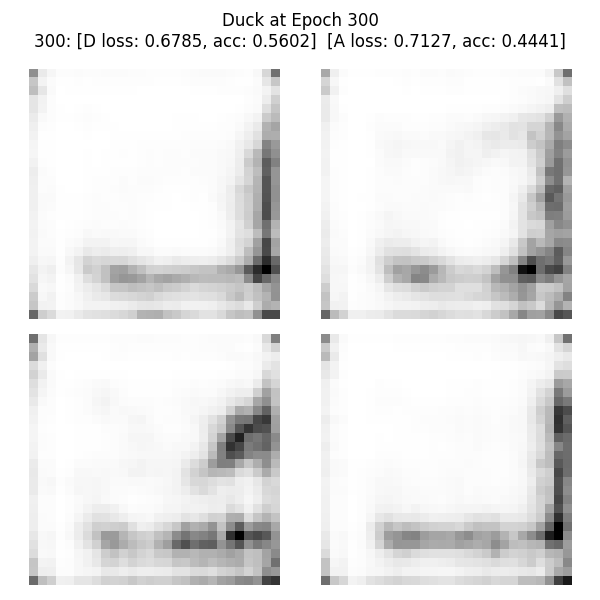 Duck at Epoch 300
300: [D loss: 0.6785, acc: 0.5602]  [A loss: 0.7127, acc: 0.4441]